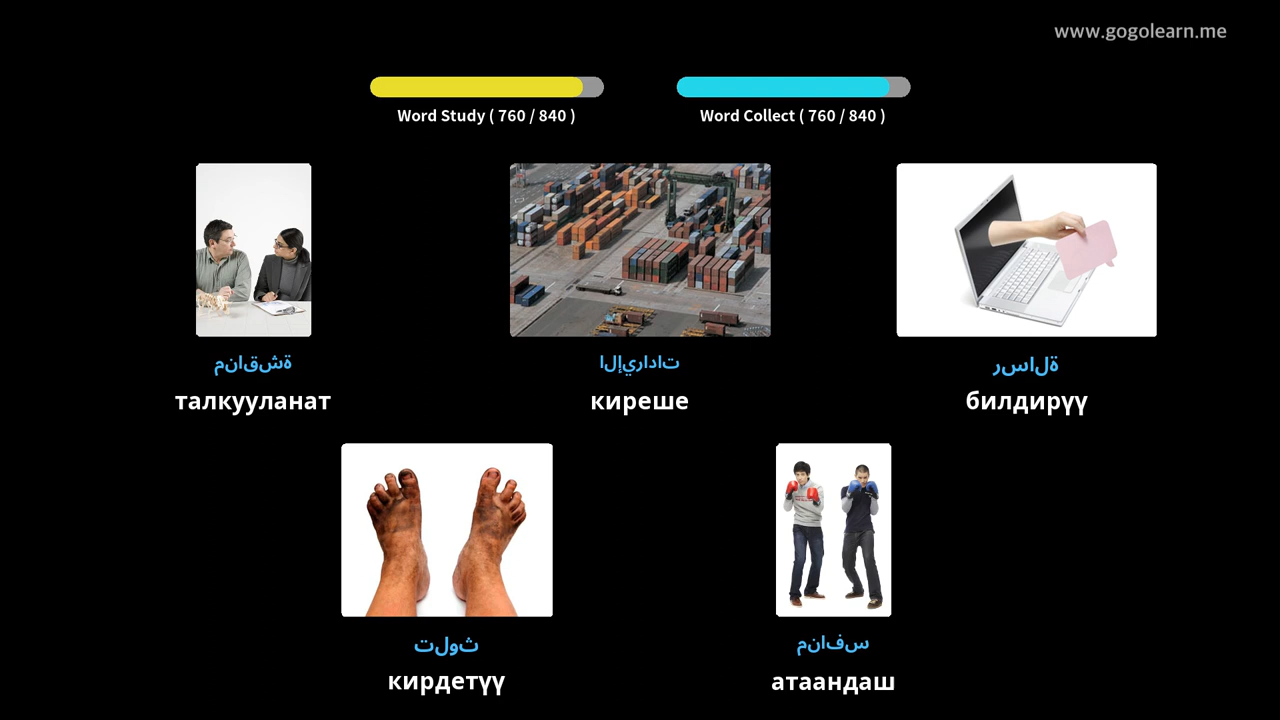 www.gogolearn.me
Word Study ( 760 / 840 )
Word Collect ( 760 / 840 )
مناقشة
талкууланат
الإيرادات
киреше
رسالة
билдирүү
تلوث
кирдетүү
منافس
атаандаш